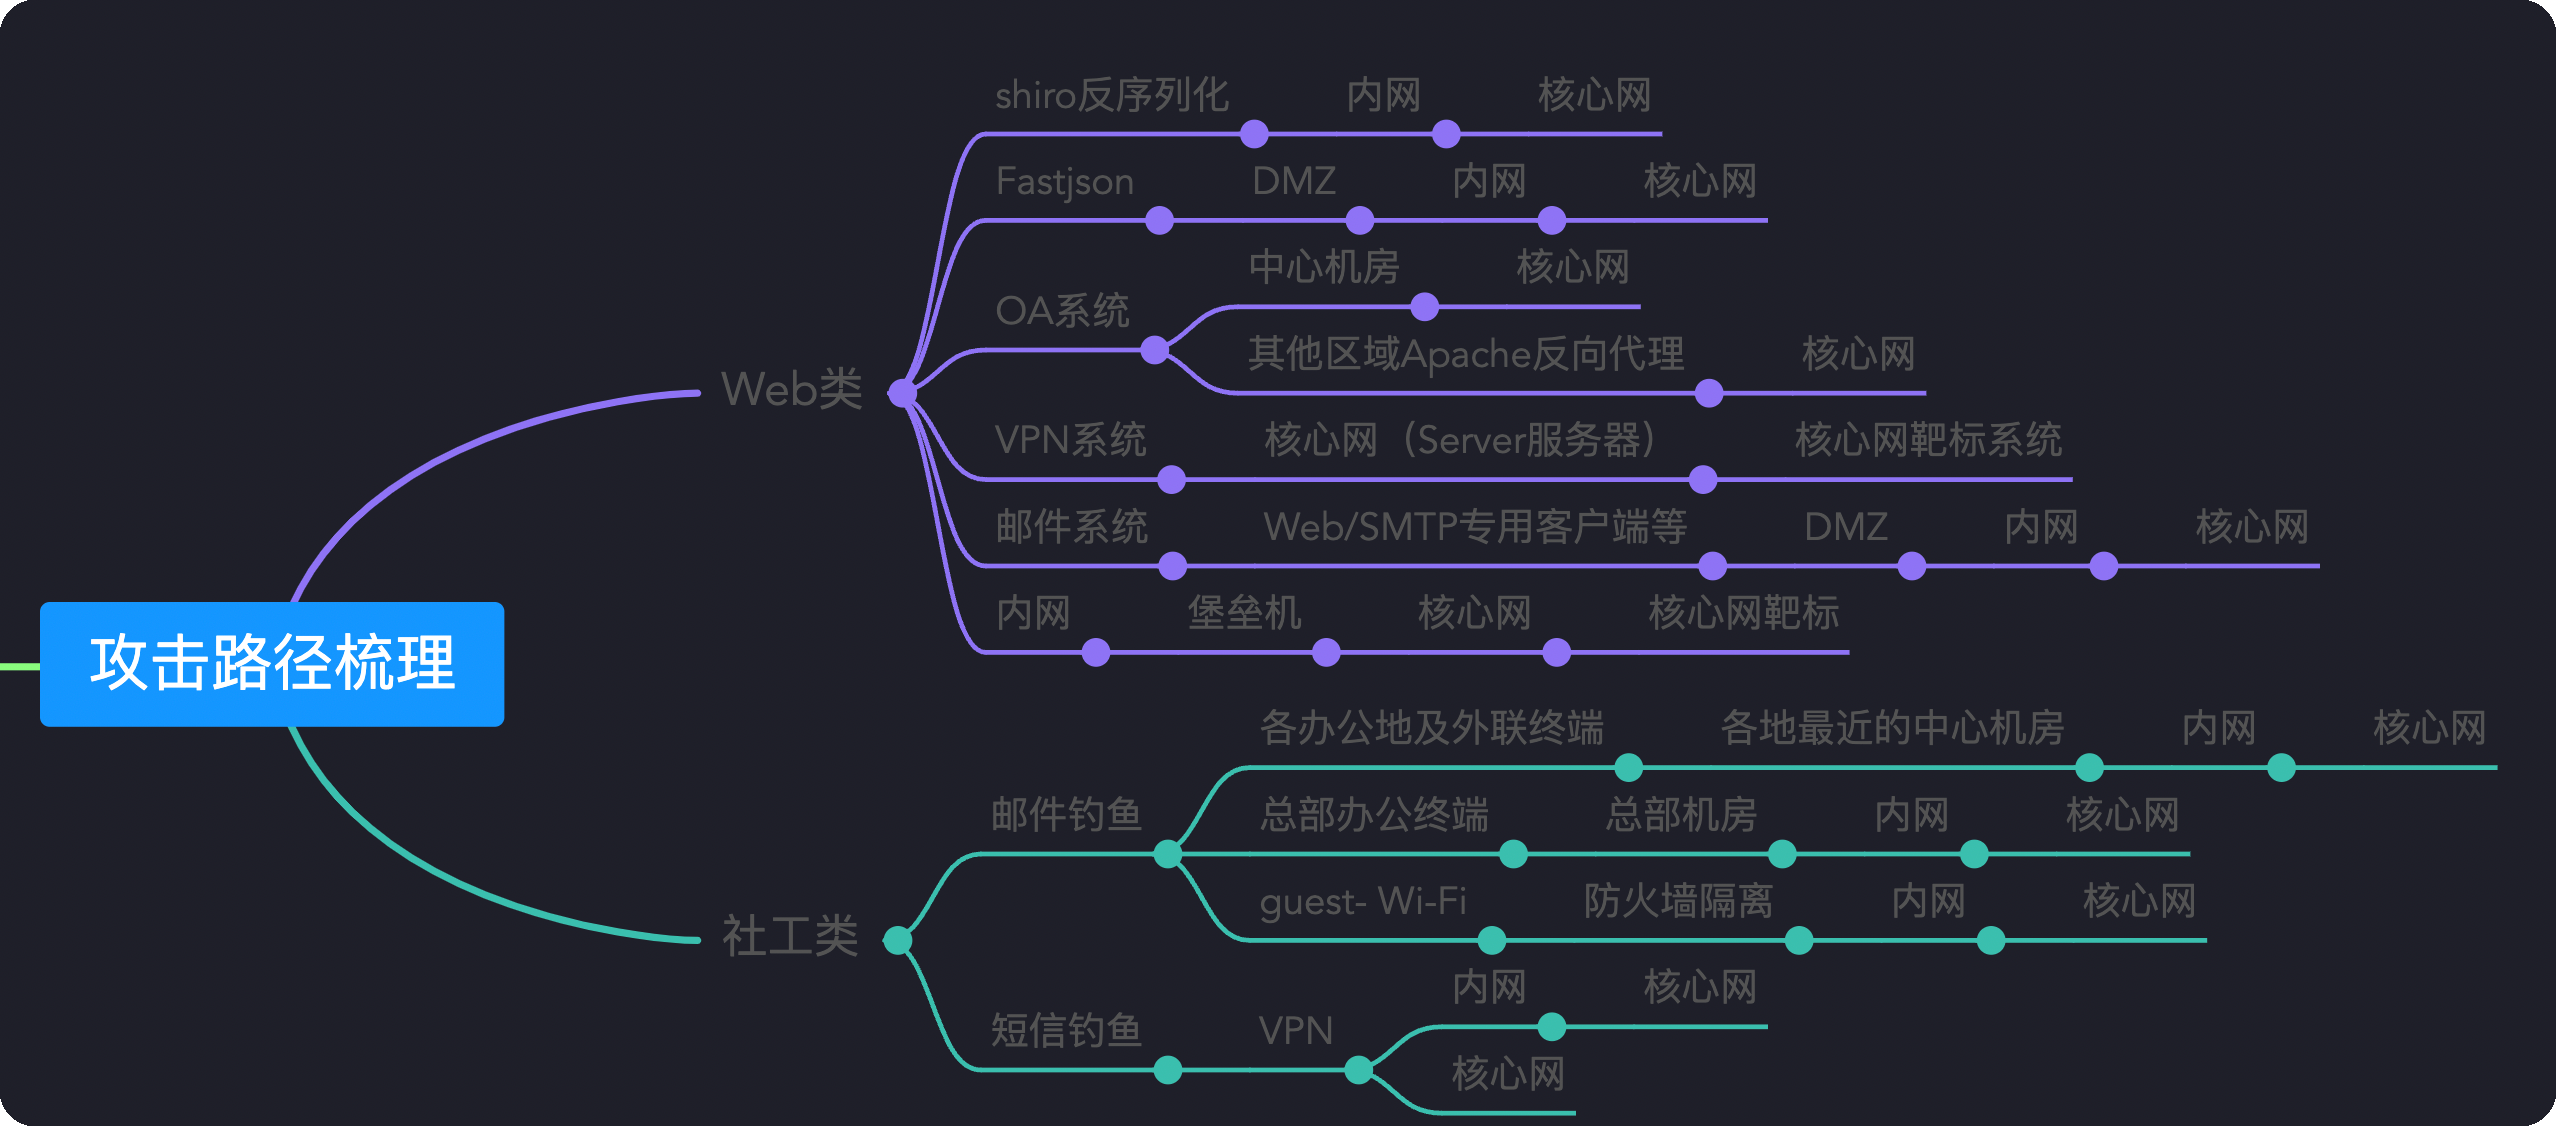 攻击路径梳理
Web类
shiro反序列化 内网 核心网
Fastjson DMZ 内网 核心网
OA系统
中心机房 核心网
其他区域Apache反向代理 核心网
VPN系统 核心网（Server服务器） 核心网靶标系统
邮件系统 Web/SMTP专用客户端等 DMZ 内网 核心网
内网 堡垒机 核心网 核心网靶标
社工类
邮件钓鱼
各办公地及外联终端 各地最近的中心机房 内网 核心网
总部办公终端 总部机房 内网 核心网
guest- Wi-Fi 防火墙隔离 内网 核心网
短信钓鱼 VPN
内网 核心网
核心网